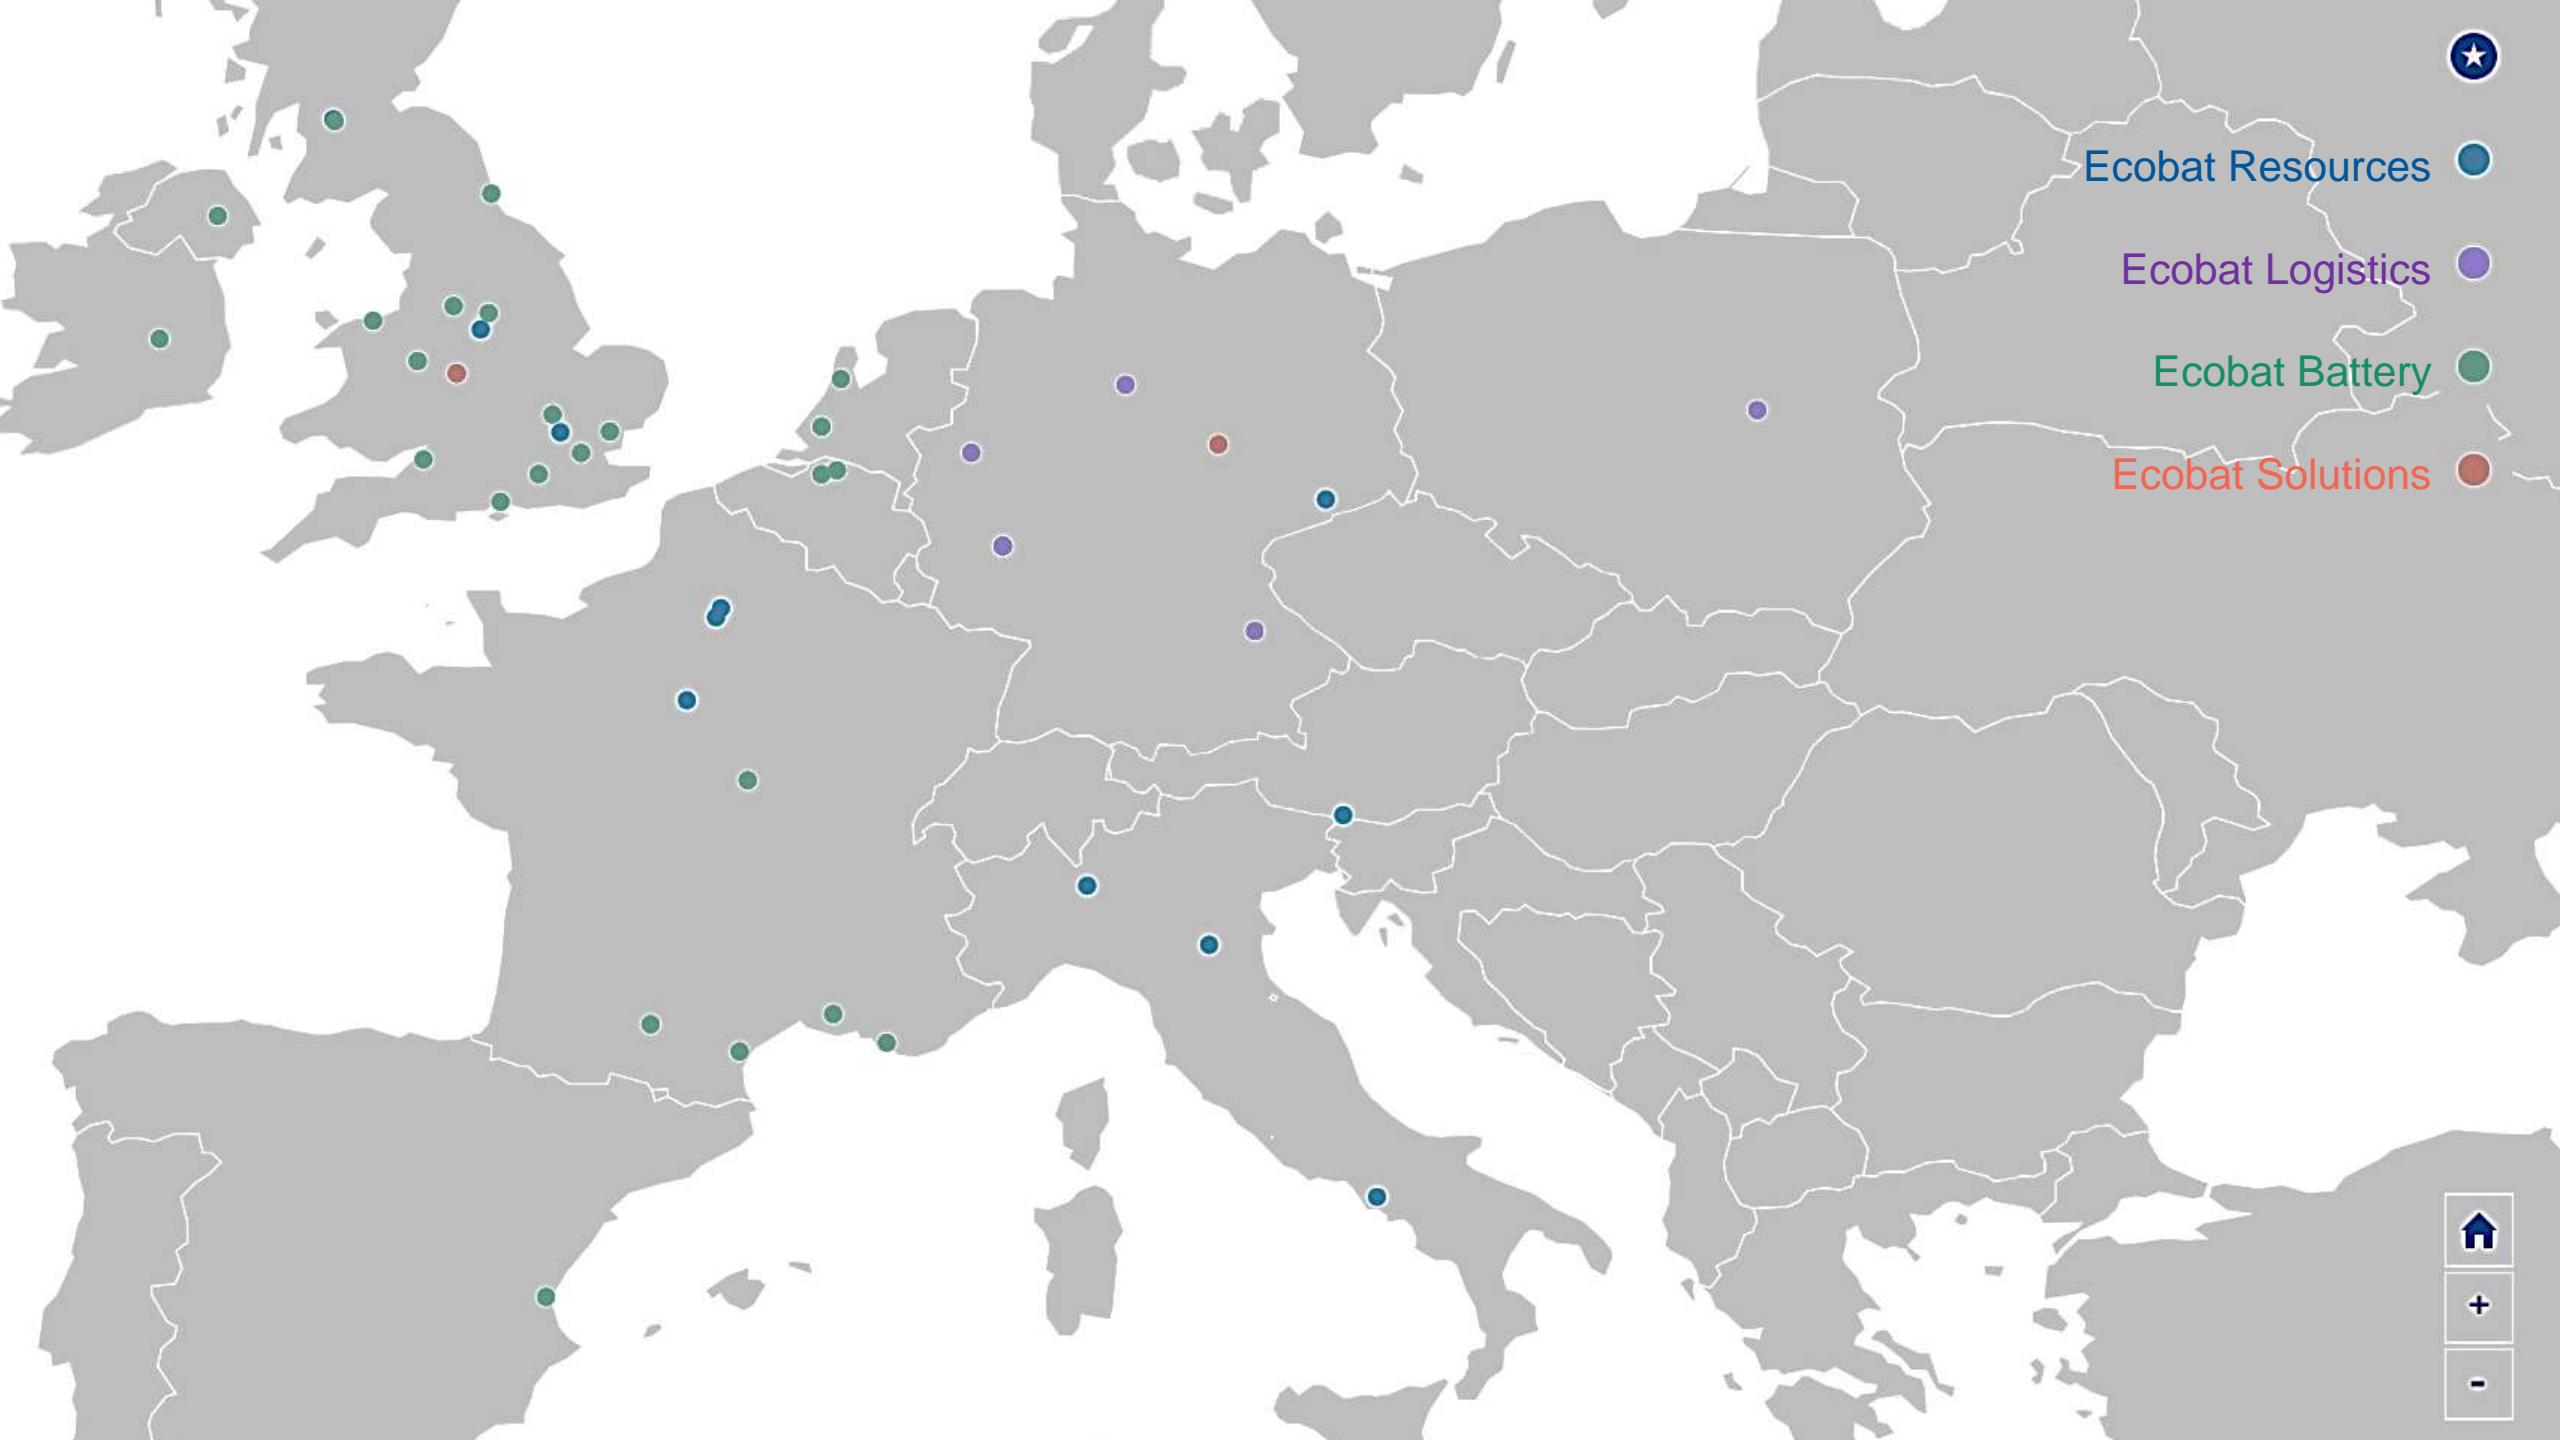 Ecobat Resources
Ecobat Logistics
Ecobat Battery
Ecobat Solutions
+
-